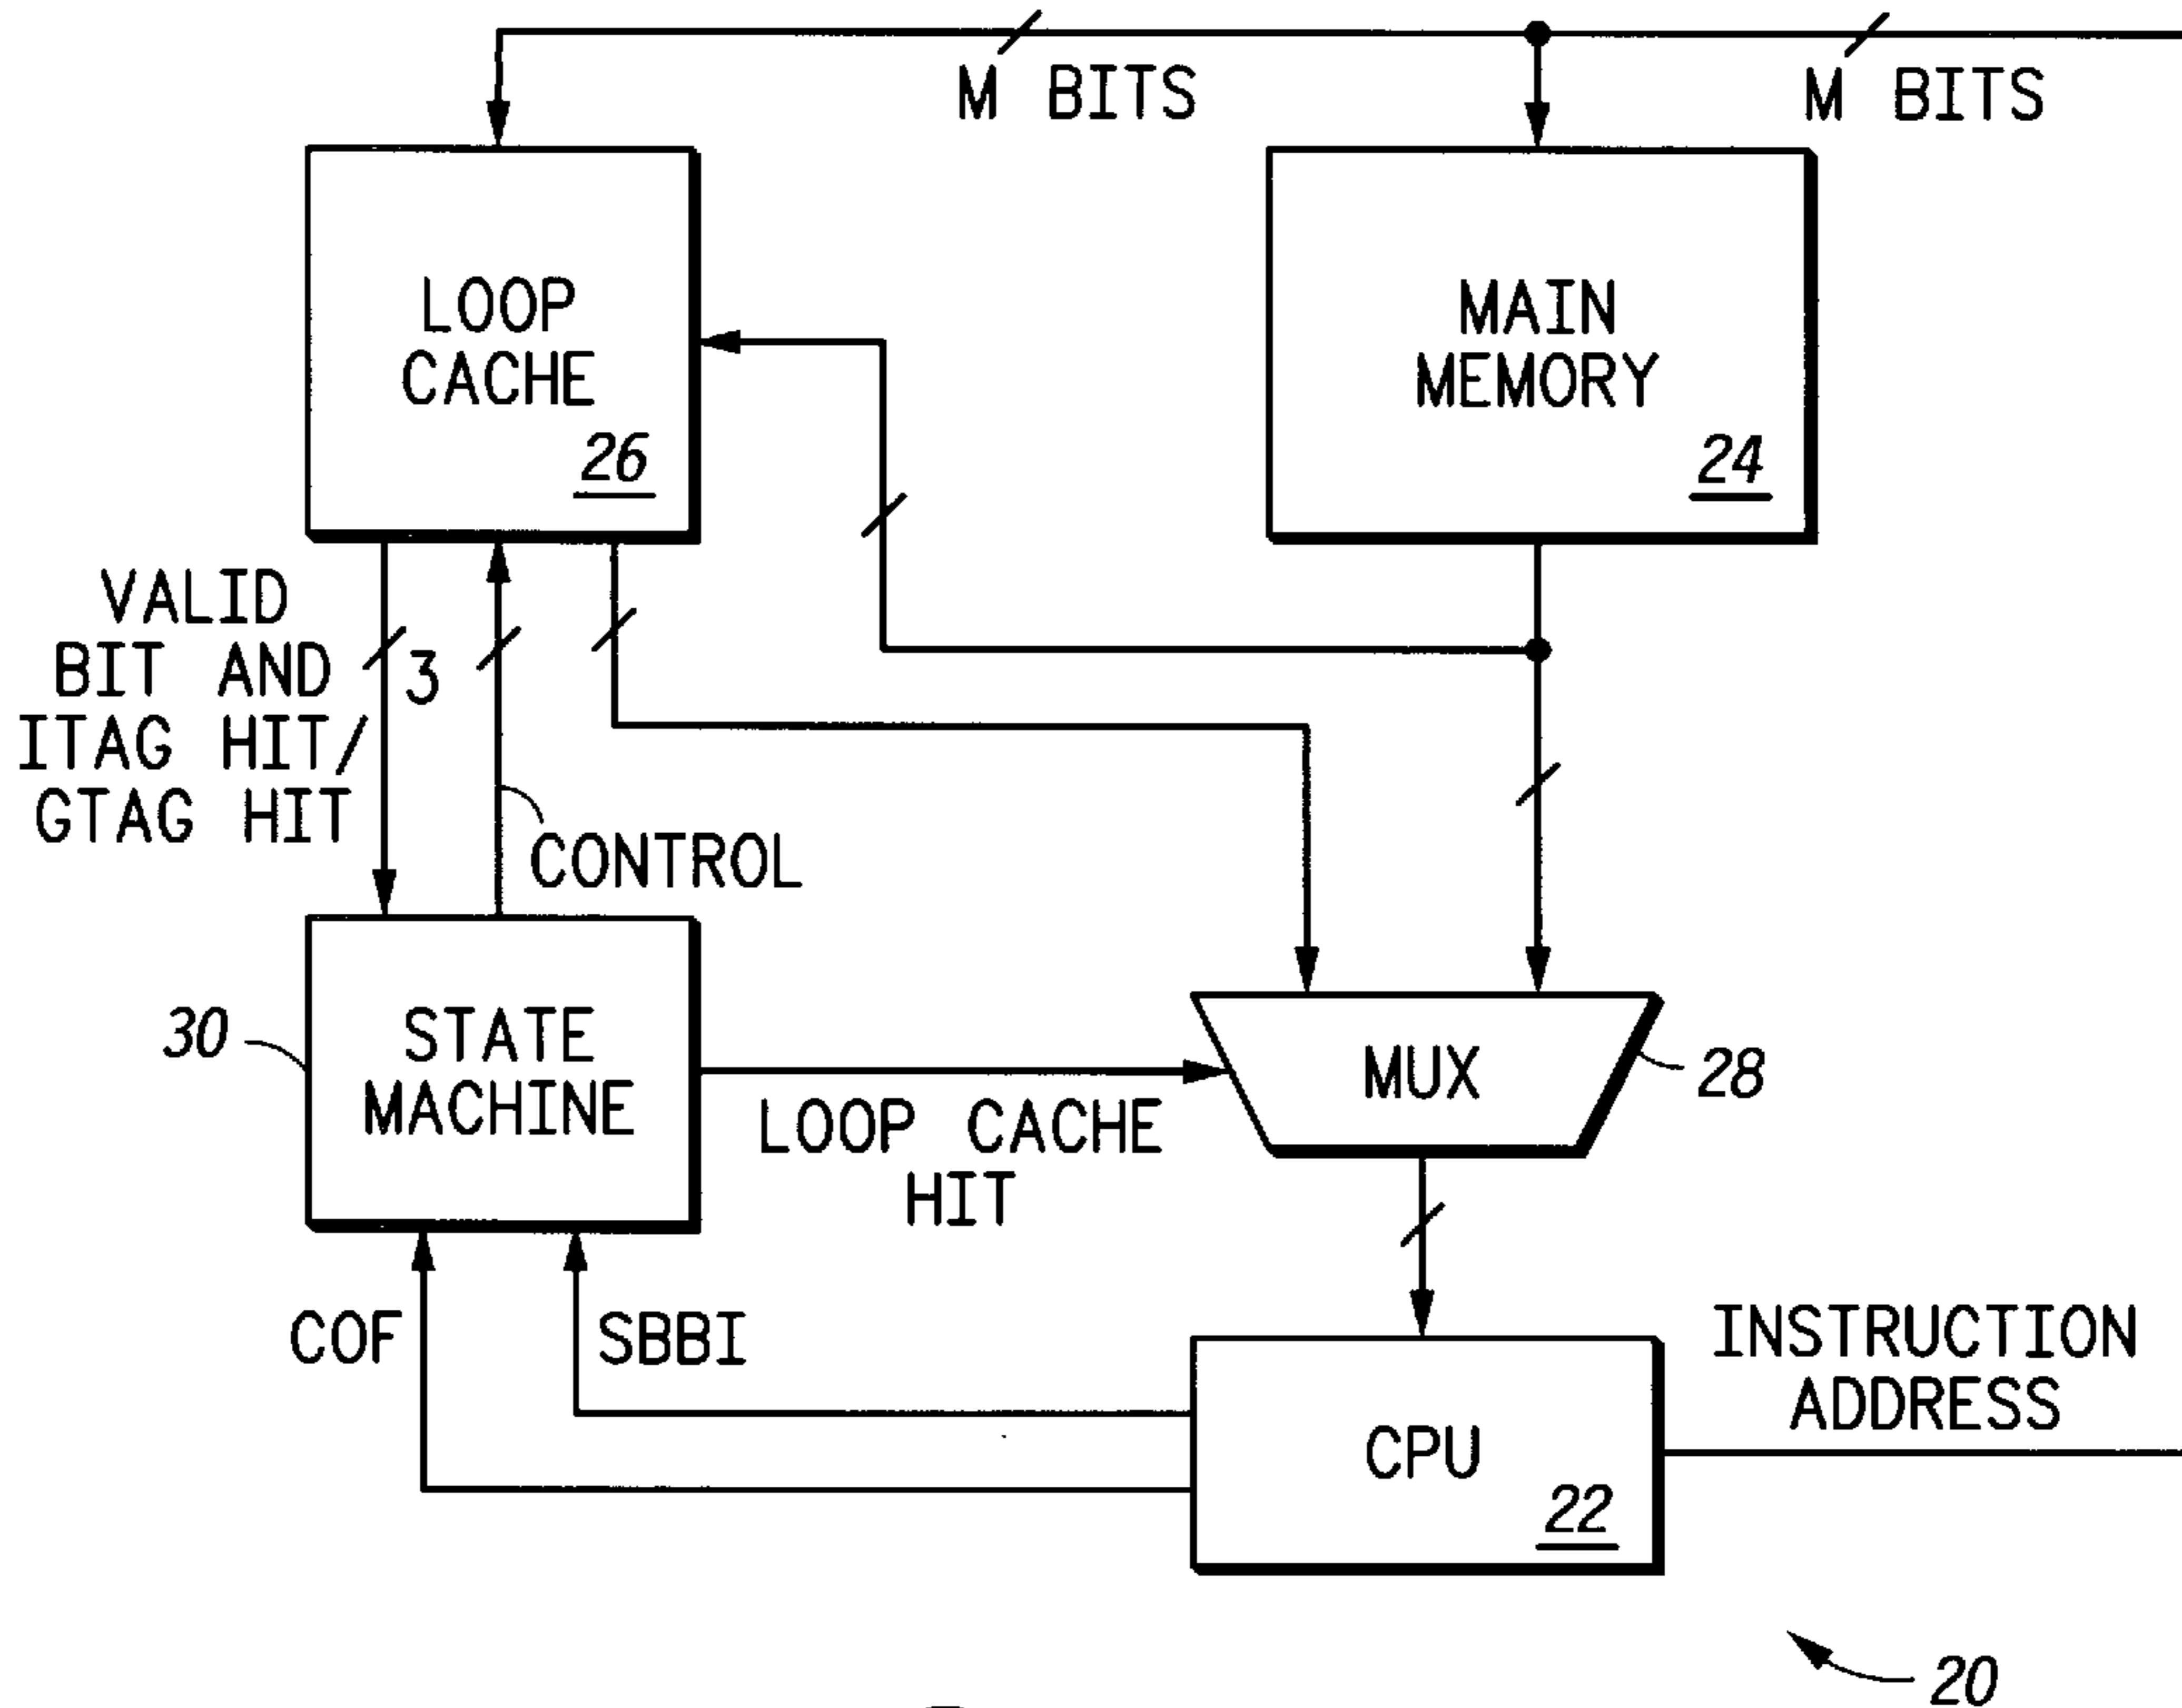 M BITS
M BITS
LOOP
CACHE
26
MAIN
MEMORY
24
VALID
BIT AND
ITAG HIT/
GTAG HIT
3
CONTROL
30
STATE
MACHINE
LOOP CACHE
HIT
MUX
28
COF
SBBI
CPU
22
INSTRUCTION
ADDRESS
20